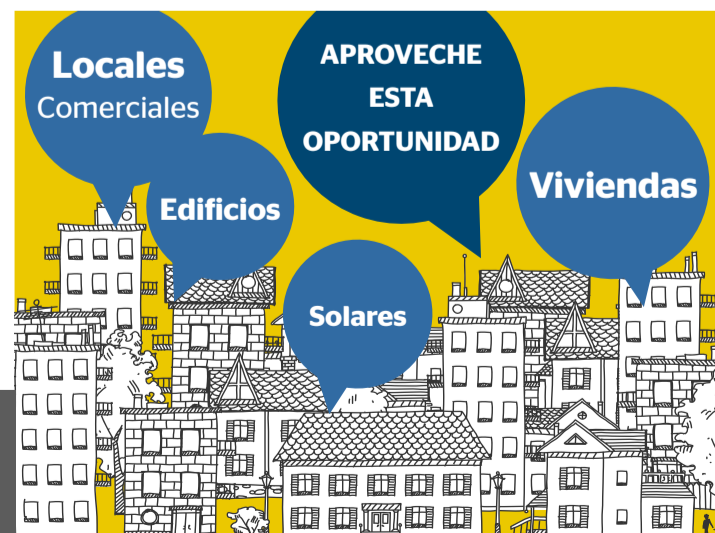 Locales
Comerciales
APROVECHE
ESTA
OPORTUNIDAD
Edificios
Viviendas
Solares